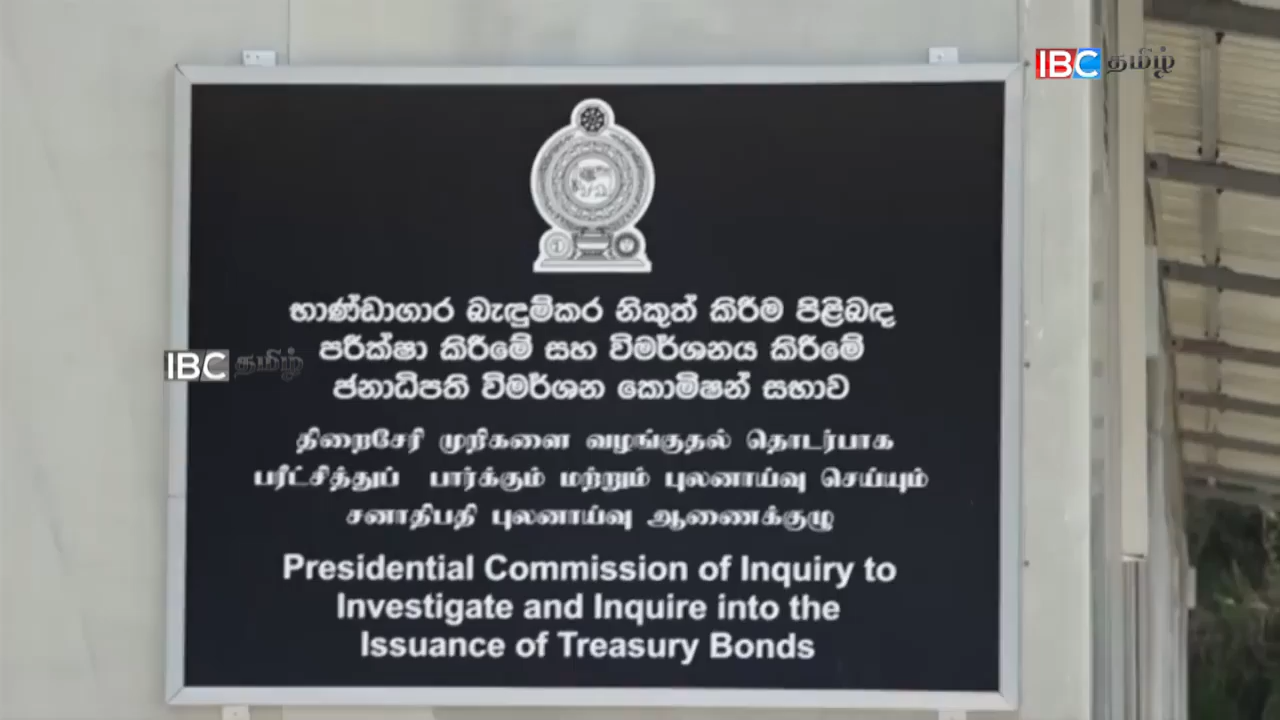 IBC தமிழ்
භාණ්ඩාගාර බැඳුම්කර නිකුත් කිරීම පිළිබඳ
පරීක්ෂා කිරීමේ සහ විමර්ශනය කිරීමේ
IBC தமிழ்
ජනාධිපති විමර්ශන කොමිෂන් සභාව
திறைசேரி முறிகளை வழங்குதல் தொடர்பாக
பரீட்சித்துப் பார்க்கும் மற்றும் புலனாய்வு செய்யும்
சனாதிபதி புலனாய்வு ஆணைக்குழு
Presidential Commission of Inquiry to
Investigate and Inquire into the
Issuance of Treasury Bonds